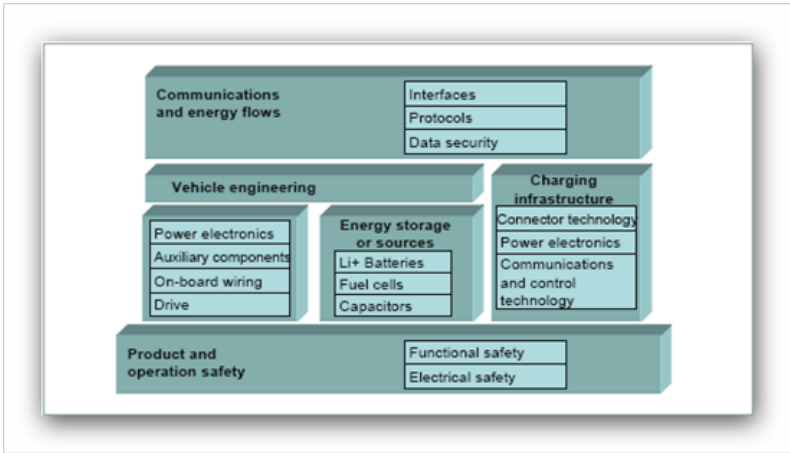 Communications
and energy flows
Interfaces
Protocols
Data security
Vehicle engineering
Charging
infrastructure
Connector technology
Power electronics
Communications
and control
technology
Power electronics
Auxiliary components
On-board wiring
Drive
Energy storage
or sources
Li+ Batteries
Fuel cells
Capacitors
Product and
operation safety
Functional safety
Electrical safety